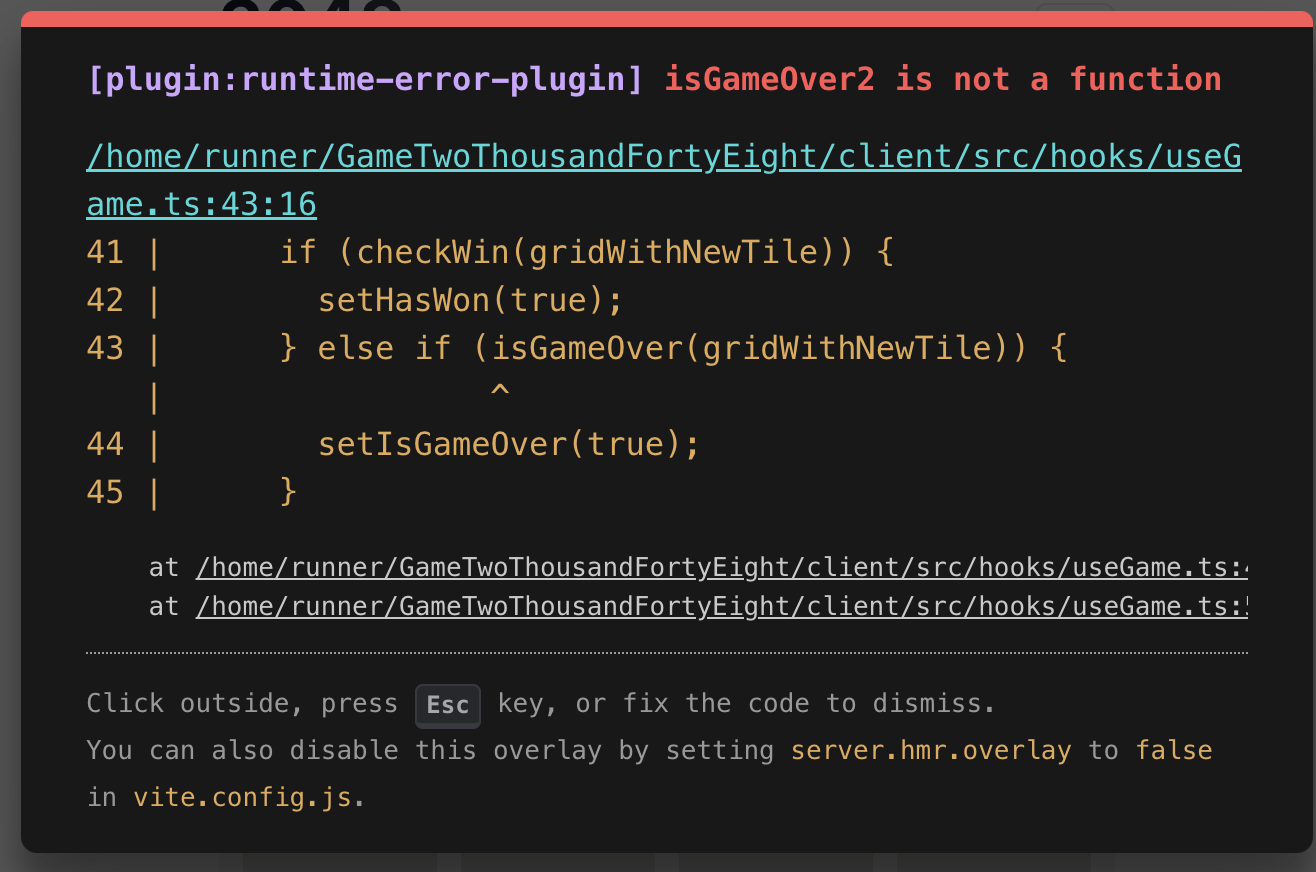 [plugin:runtime-error-plugin] isGameOver2 is not a function
/home/runner/GameTwoThousandFortyEight/client/src/hooks/useG
ame.ts:43:16
41 |      if (checkWin(gridWithNewTile)) {
42 |        setHasWon(true);
43 |      } else if (isGameOver(gridWithNewTile)) {
   |                 ^
44 |        setIsGameOver(true);
45 |      }
at /home/runner/GameTwoThousandFortyEight/client/src/hooks/useGame.ts:
at /home/runner/GameTwoThousandFortyEight/client/src/hooks/useGame.ts:
Click outside, press Esc key, or fix the code to dismiss.
You can also disable this overlay by setting server.hmr.overlay to false
in vite.config.js.